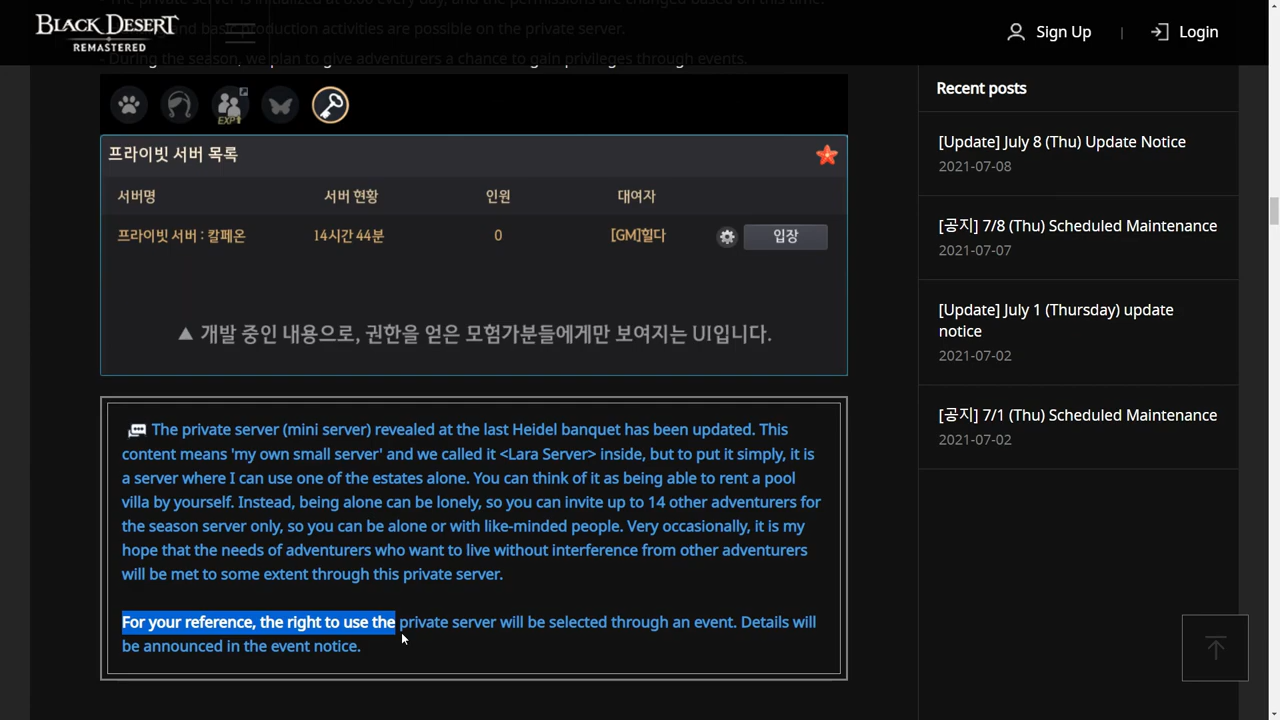 BLACK DESERT
REMASTERED
Sign Up
Login
and basic production activities are possible on the private server.
- During the season, we plan to give adventurers a chance to gain privileges through events.
EXP
프라이빗 서버 목록
서버명 서버 현황 인원 대여자
프라이빗 서버 : 칼페온 14시간 44분 0 [GM]힐다 입장
▲ 개발 중인 내용으로, 권한을 얻은 모험가분들에게만 보여지는 UI입니다.
The private server (mini server) revealed at the last Heidel banquet has been updated. This
content means 'my own small server' and we called it <Lara Server> inside, but to put it simply, it is
a server where I can use one of the estates alone. You can think of it as being able to rent a pool
villa by yourself. Instead, being alone can be lonely, so you can invite up to 14 other adventurers for
the season server only, so you can be alone or with like-minded people. Very occasionally, it is my
hope that the needs of adventurers who want to live without interference from other adventurers
will be met to some extent through this private server.
For your reference, the right to use the private server will be selected through an event. Details will
be announced in the event notice.
Recent posts
[Update] July 8 (Thu) Update Notice
2021-07-08
[공지] 7/8 (Thu) Scheduled Maintenance
2021-07-07
[Update] July 1 (Thursday) update
notice
2021-07-02
[공지] 7/1 (Thu) Scheduled Maintenance
2021-07-02